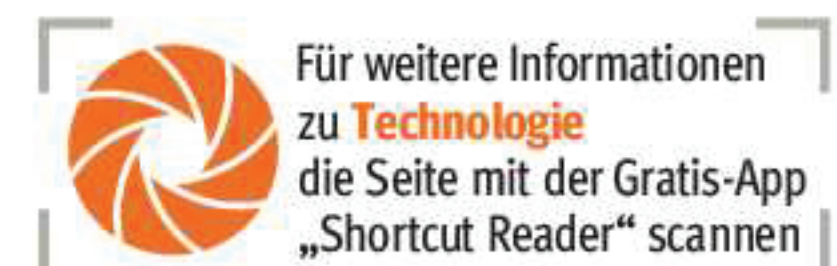 Für weitere Informationen
zu Technologie
die Seite mit der Gratis-App
„Shortcut Reader“ scannen